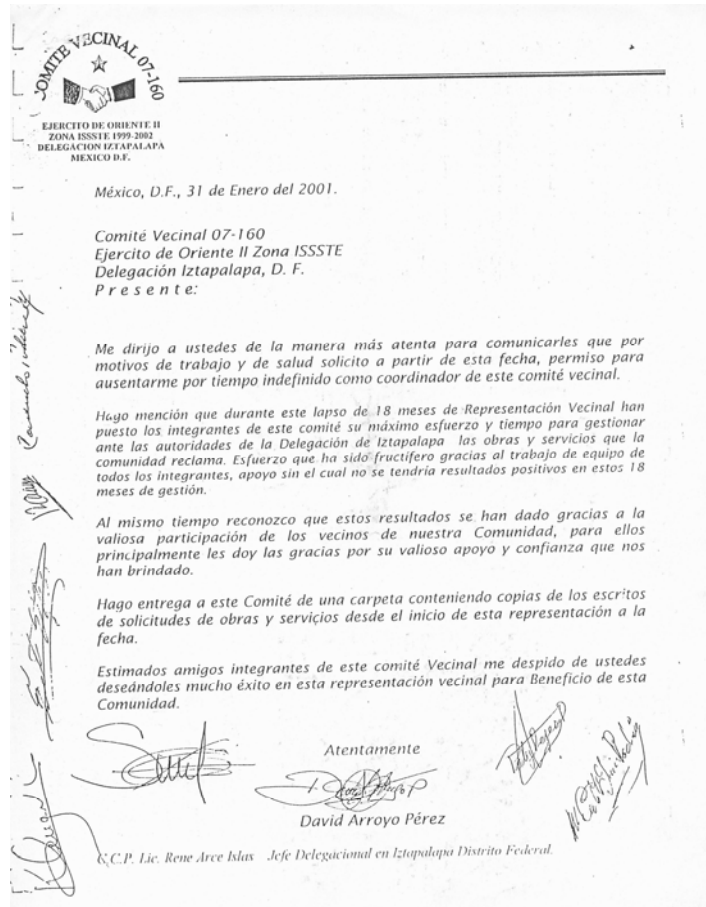 COMITE VECINAL 07-160
EJERCITO DE ORIENTE II
ZONA ISSSTE 1999-2002
DELEGACION IZTAPALAPA
MEXICO D.F.
México, D.F., 31 de Enero del 2001.
Comité Vecinal 07-160
Ejercito de Oriente II Zona ISSSTE
Delegación Iztapalapa, D. F.
P r e s e n t e:
Me dirijo a ustedes de la manera más atenta para comunicarles que por
motivos de trabajo y de salud solicito a partir de esta fecha, permiso para
ausentarme por tiempo indefinido como coordinador de este comité vecinal.
Hago mención que durante este lapso de 18 meses de Representación Vecinal han
puesto los integrantes de este comité su máximo esfuerzo y tiempo para gestionar
ante las autoridades de la Delegación de Iztapalapa las obras y servicios que la
comunidad reclama. Esfuerzo que ha sido fructífero gracias al trabajo de equipo de
todos los integrantes, apoyo sin el cual no se tendría resultados positivos en estos 18
meses de gestión.
Al mismo tiempo reconozco que estos resultados se han dado gracias a la
valiosa participación de los vecinos de nuestra Comunidad, para ellos
principalmente les doy las gracias por su valioso apoyo y confianza que nos
han brindado.
Hago entrega a este Comité de una carpeta conteniendo copias de los escritos
de solicitudes de obras y servicios desde el inicio de esta representación a la
fecha.
Estimados amigos integrantes de este comité Vecinal me despido de ustedes
deseándoles mucho éxito en esta representación vecinal para Beneficio de esta
Comunidad.
Atentamente
David Arroyo Pérez
C.C.P. Lic. Rene Arce Islas Jefe Delegacional en Iztapalapa Distrito Federal.